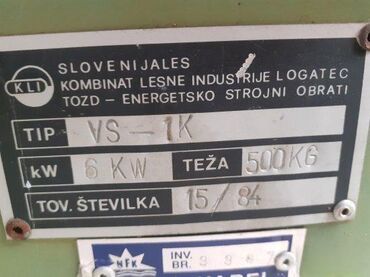 SLOVENIJALES
KLI KOMBINAT LESNE INDUSTRIJE LOGATEC
TOZD - ENERGETSKO STROJNI OBRATI
TIP VS - 1K
kW 6 KW TEŽA 500KG
TOV. ŠTEVILKA 15/84
NFK INV.
BR.